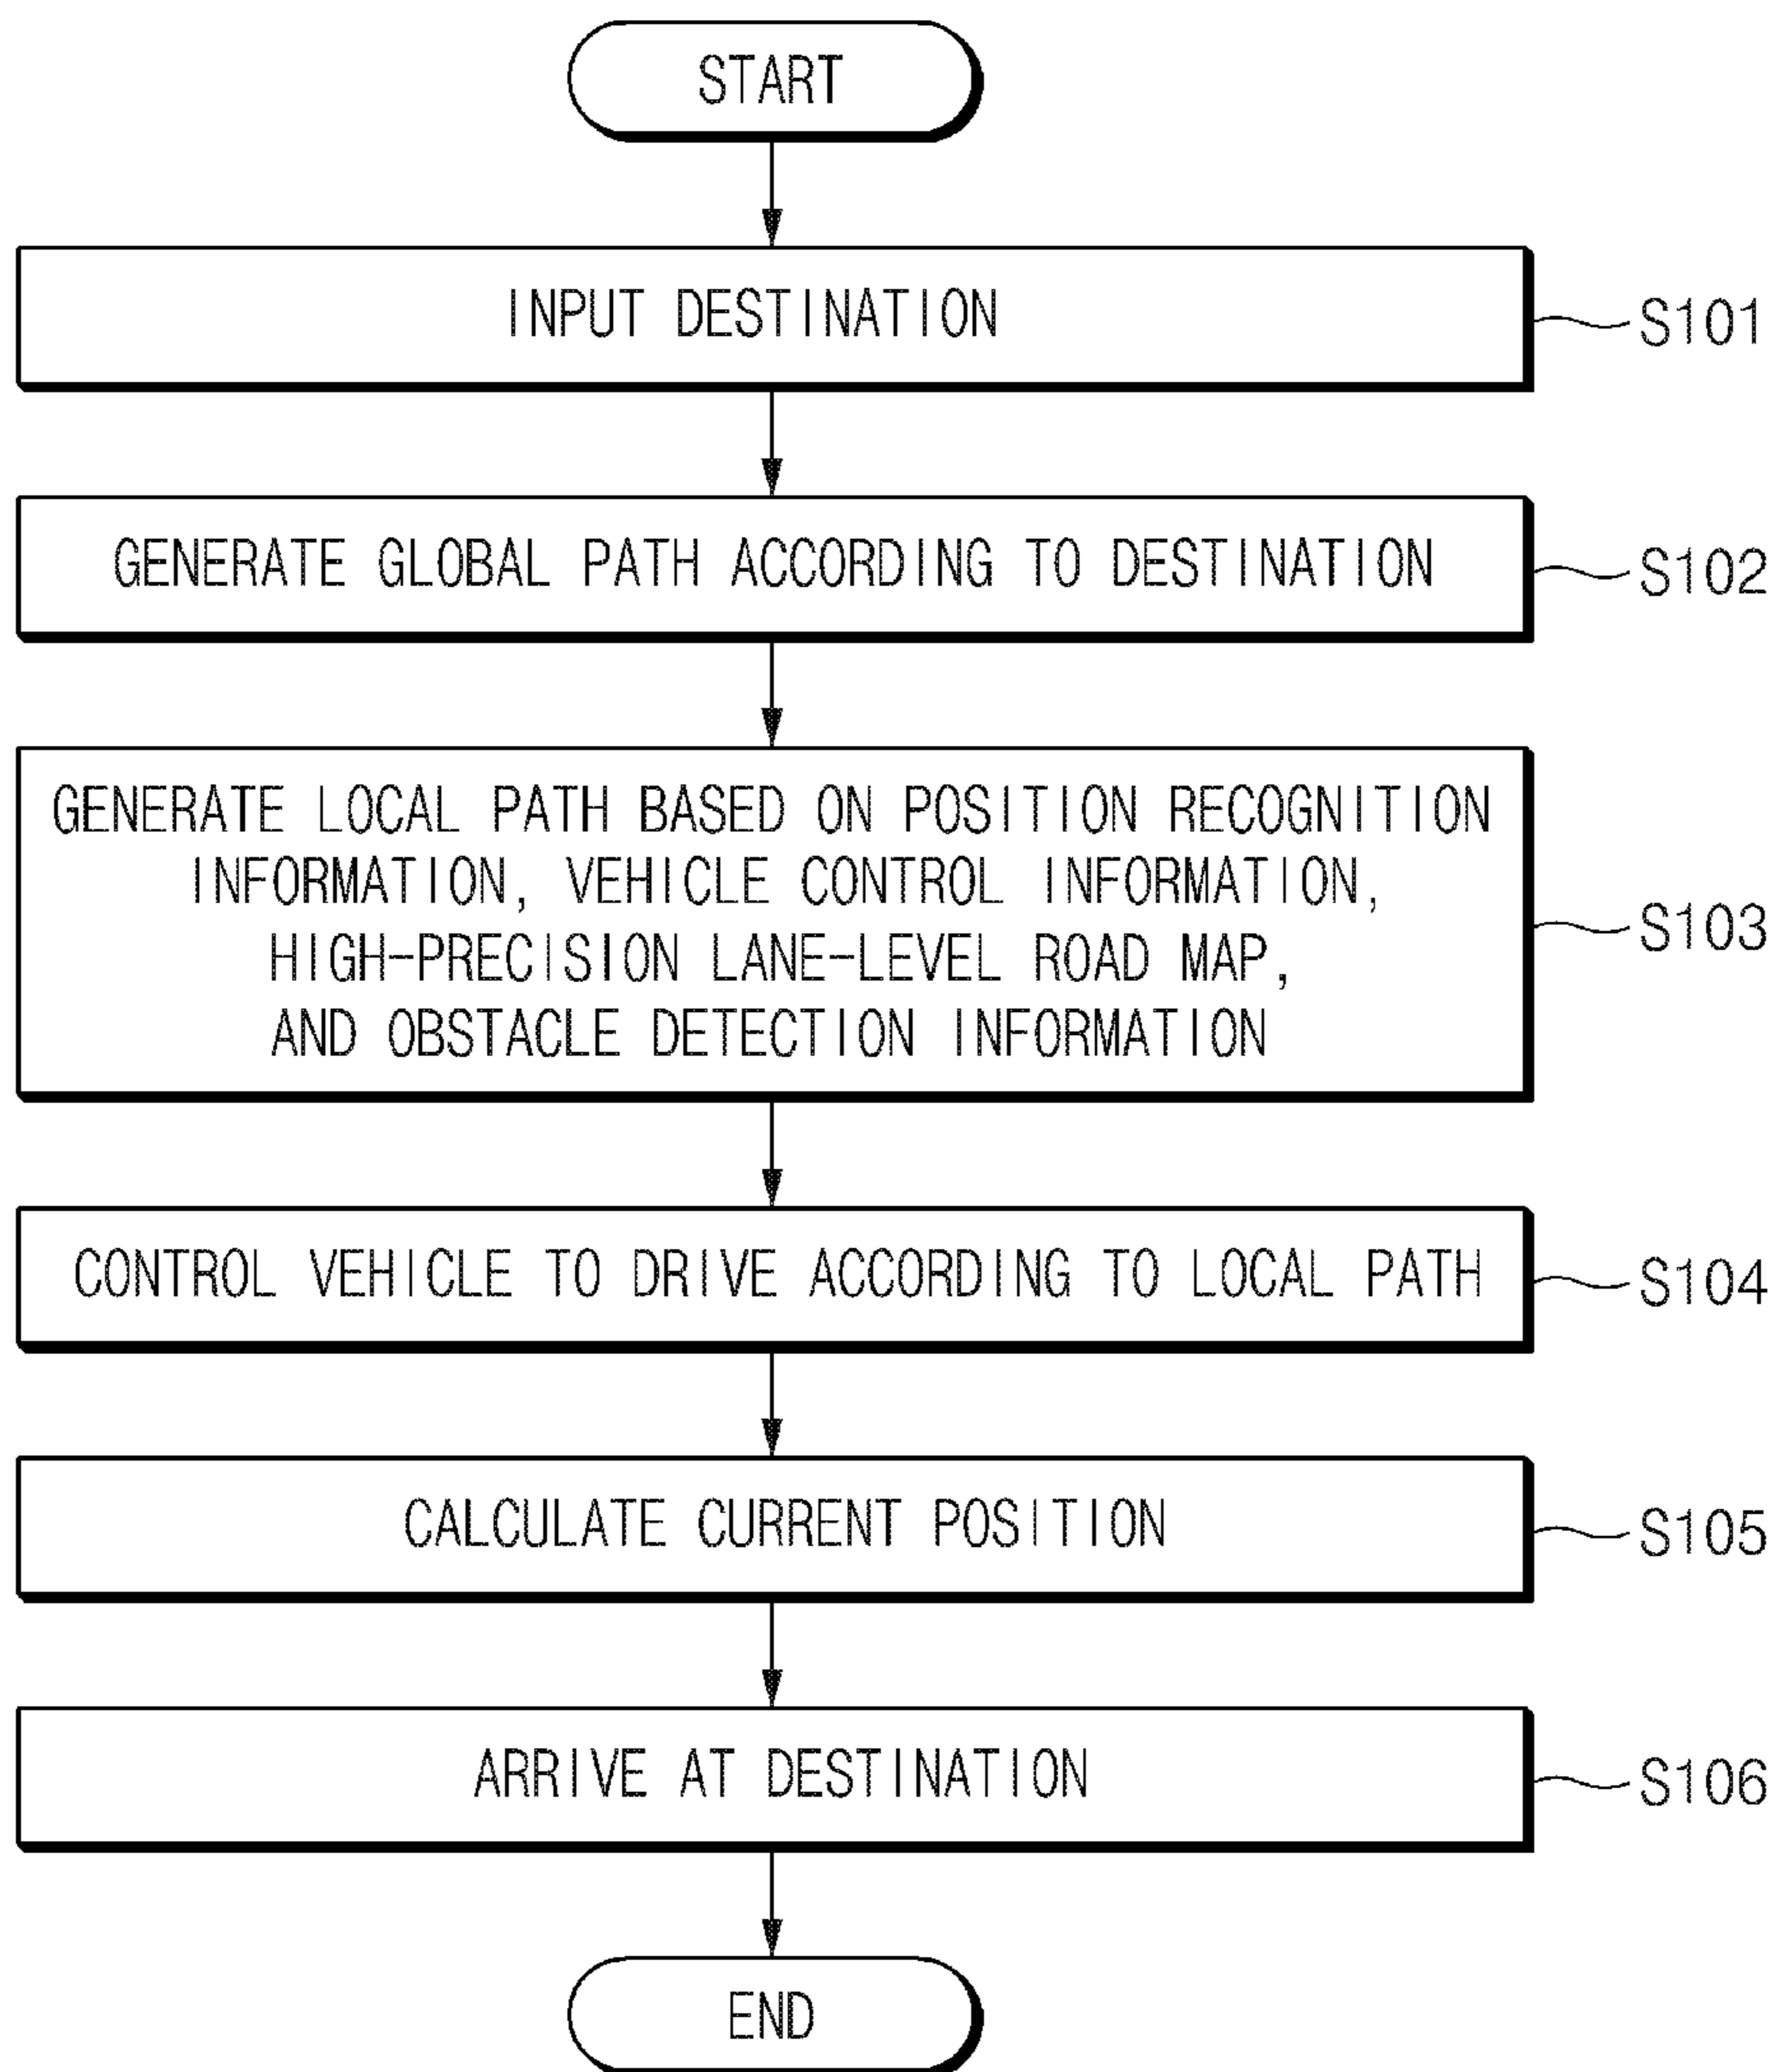 START
INPUT DESTINATION
S101
GENERATE GLOBAL PATH ACCORDING TO DESTINATION
S102
GENERATE LOCAL PATH BASED ON POSITION RECOGNITION
INFORMATION, VEHICLE CONTROL INFORMATION,
HIGH-PRECISION LANE-LEVEL ROAD MAP,
AND OBSTACLE DETECTION INFORMATION
S103
CONTROL VEHICLE TO DRIVE ACCORDING TO LOCAL PATH
S104
CALCULATE CURRENT POSITION
S105
ARRIVE AT DESTINATION
S106
END